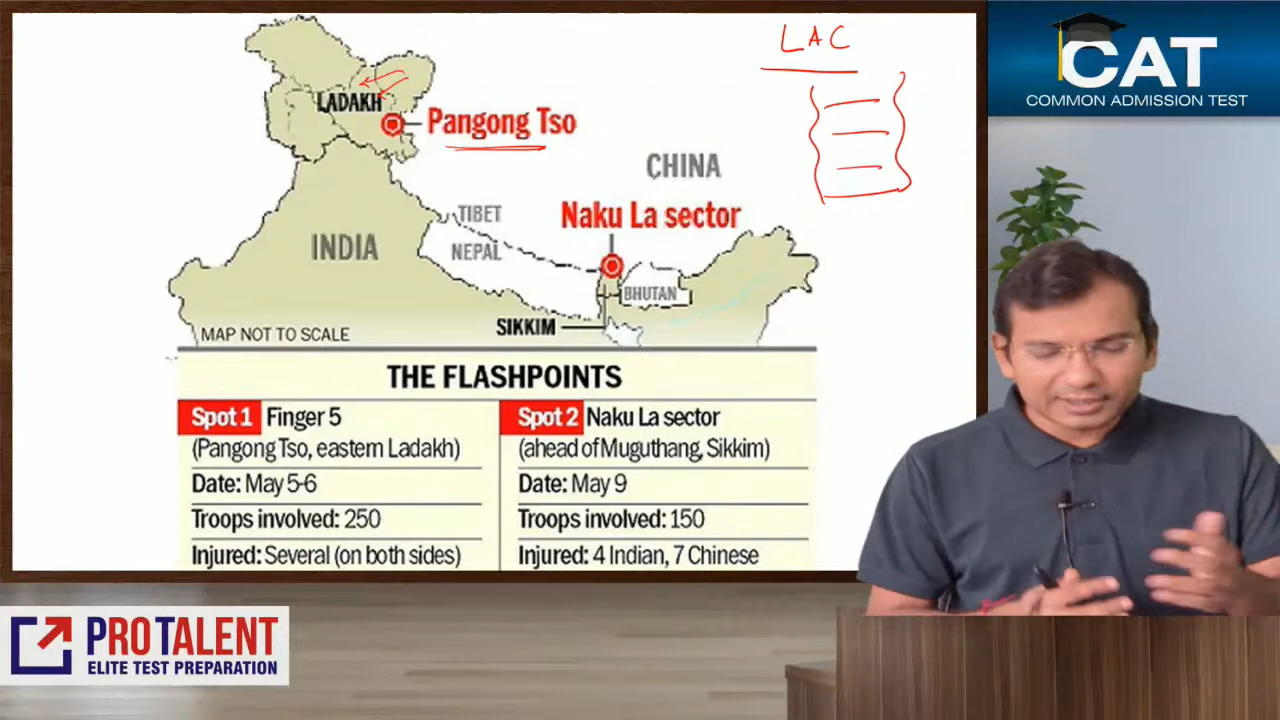 LAC
CAT
COMMON ADMISSION TEST
LADAKH
Pangong Tso
CHINA
TIBET
Naku La sector
INDIA
NEPAL
BHUTAN
SIKKIM
MAP NOT TO SCALE
THE FLASHPOINTS
Spot 1 Finger 5
(Pangong Tso, eastern Ladakh)
Date: May 5-6
Troops involved: 250
Injured: Several (on both sides)
Spot 2 Naku La sector
(ahead of Muguthang, Sikkim)
Date: May 9
Troops involved: 150
Injured: 4 Indian, 7 Chinese
PROTALENT
ELITE TEST PREPARATION